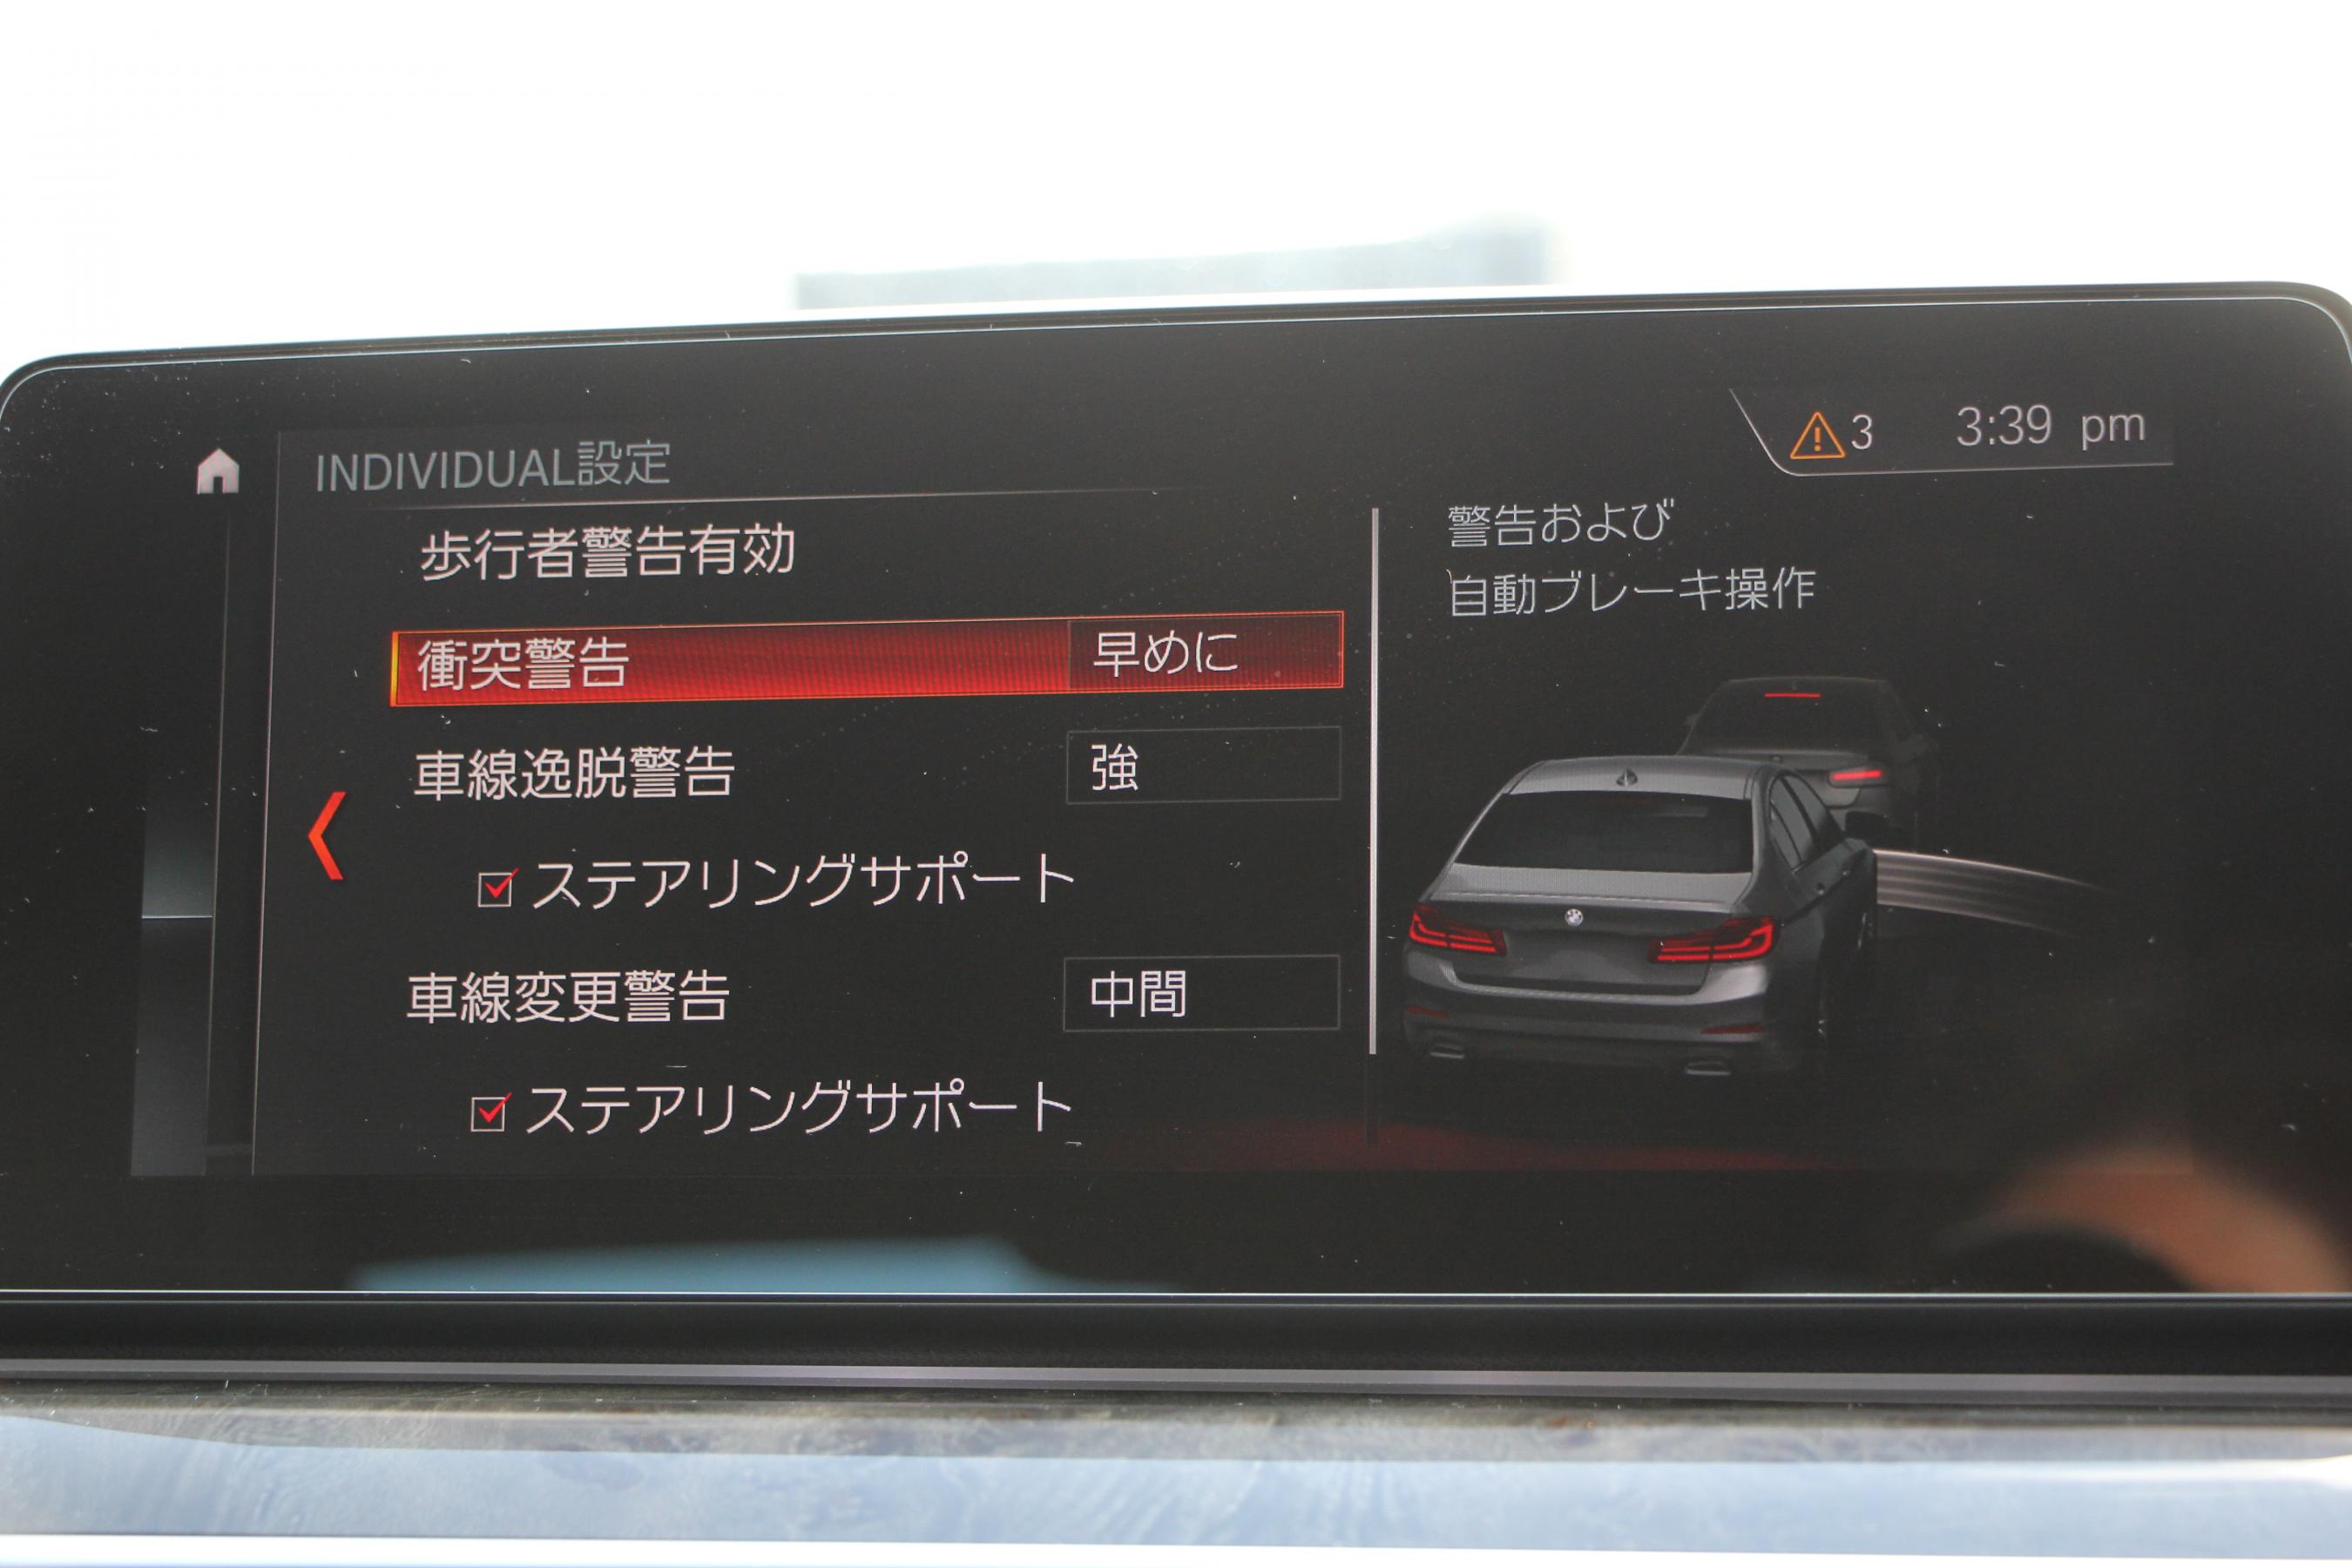 INDIVIDUAL設定
3 3:39 pm
歩行者警告有効
衝突警告 早めに
車線逸脱警告 強
ステアリングサポート
車線変更警告 中間
ステアリングサポート
警告および
自動ブレーキ操作